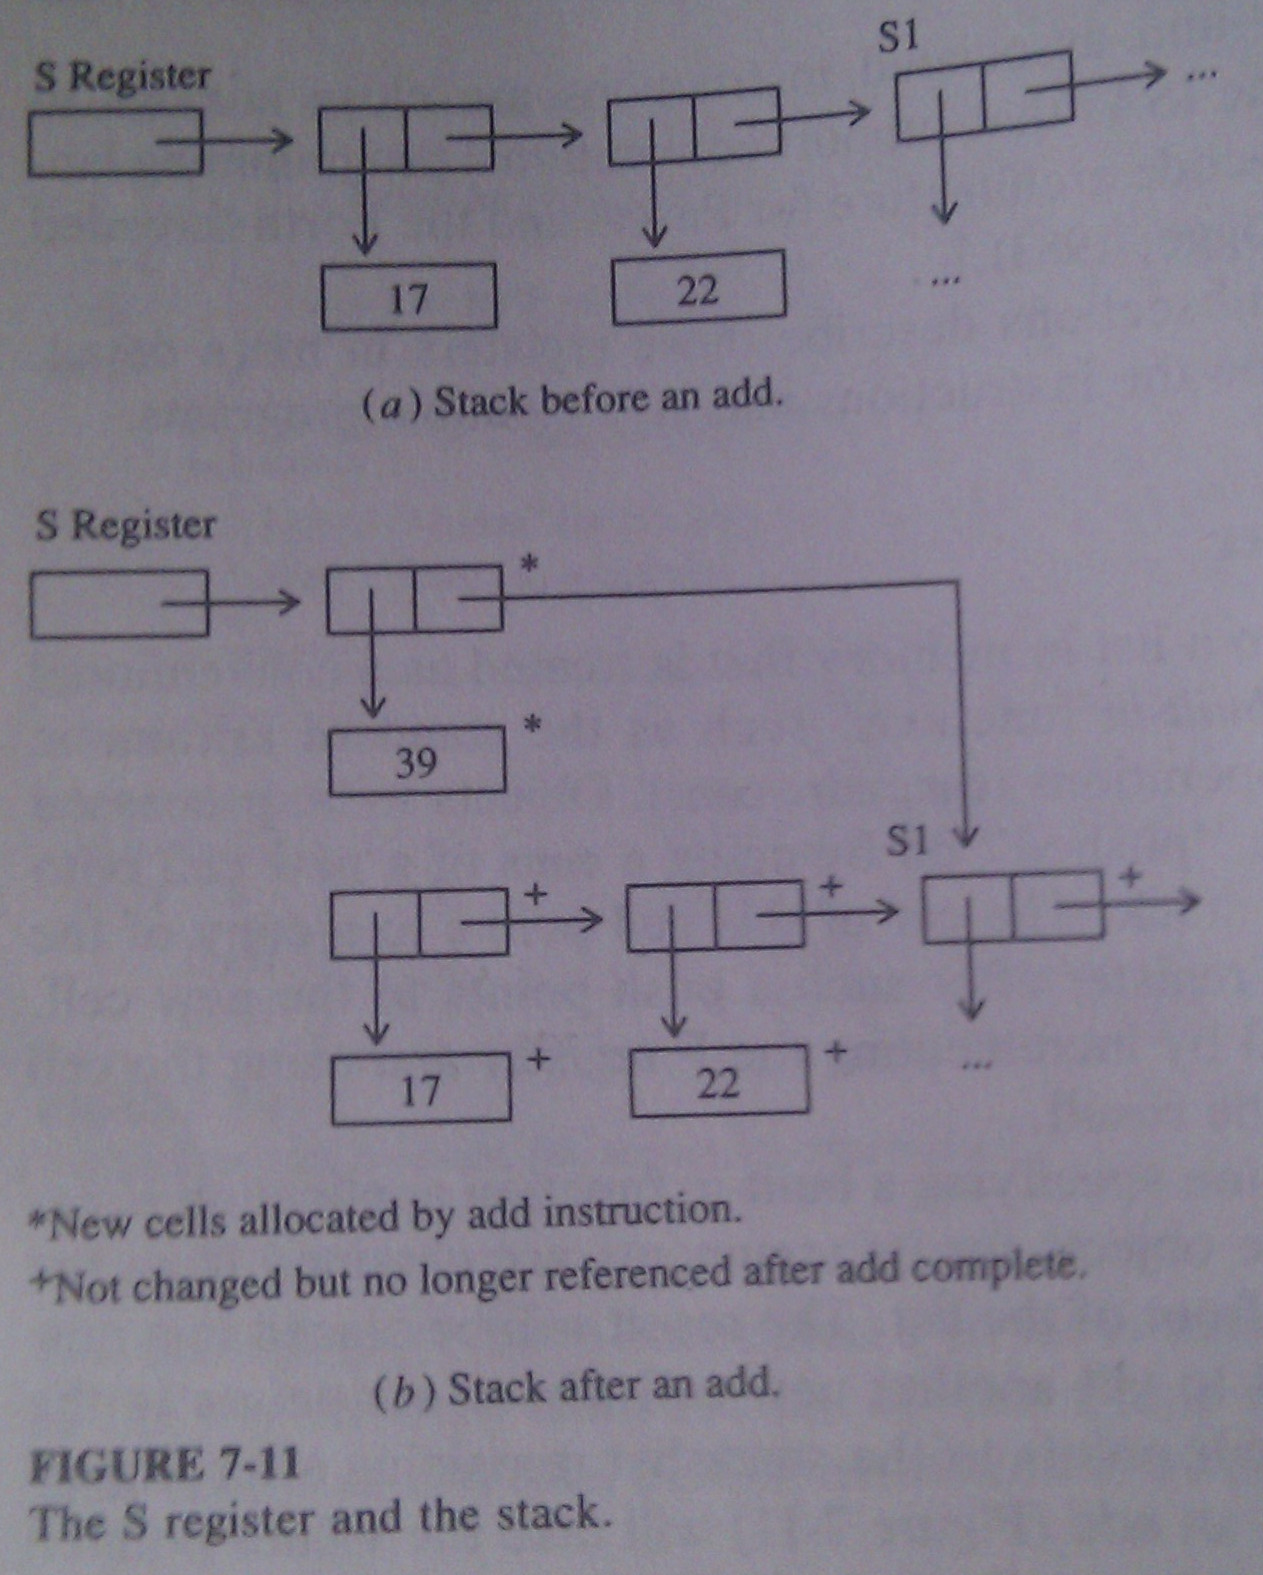 S1
S Register
...
17
22
...
(a) Stack before an add.
S Register
*
39
*
S1
+
+
+
17
+
22
+
...
*New cells allocated by add instruction.
+Not changed but no longer referenced after add complete.
(b) Stack after an add.
FIGURE 7-11
The S register and the stack.